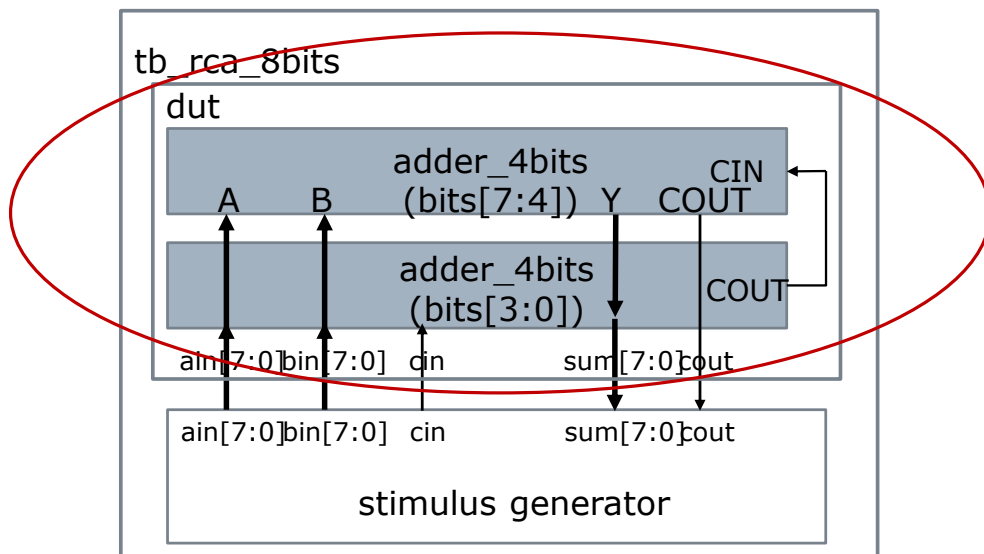 tb_rca_8bits
dut
adder_4bits
CIN
(bits[7:4])
A B Y COUT
adder_4bits
COUT
(bits[3:0])
ain[7:0] bin[7:0] cin sum[7:0] cout
ain[7:0] bin[7:0] cin sum[7:0] cout
stimulus generator